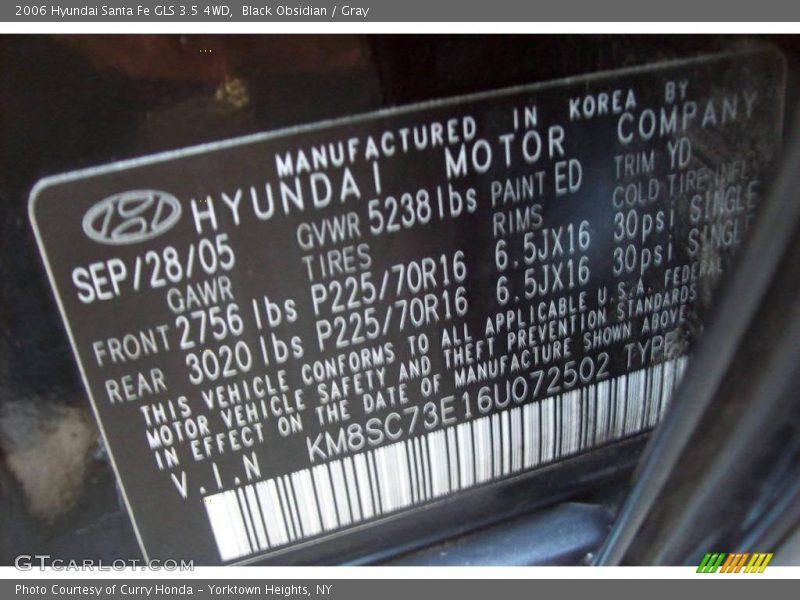 2006 Hyundai Santa Fe GLS 3.5 4WD, Black Obsidian / Gray
MANUFACTURED IN KOREA BY
HYUNDAI MOTOR COMPANY
SEP/28/05 GVWR 5238lbs PAINT ED TRIM YD
GAWR TIRES RIMS COLD TIRE
FRONT 2756 lbs P225/70R16 6.5JX16 30psi SINGLE
REAR 3020 lbs P225/70R16 6.5JX16 30psi SINGLE
THIS VEHICLE CONFORMS TO ALL APPLICABLE U.S.A. FEDERAL
MOTOR VEHICLE SAFETY AND THEFT PREVENTION STANDARDS
IN EFFECT ON THE DATE OF MANUFACTURE SHOWN ABOVE
V.I.N KM8SC73E16U072502 TYPE
GTCARLOT.COM
Photo Courtesy of Curry Honda - Yorktown Heights, NY